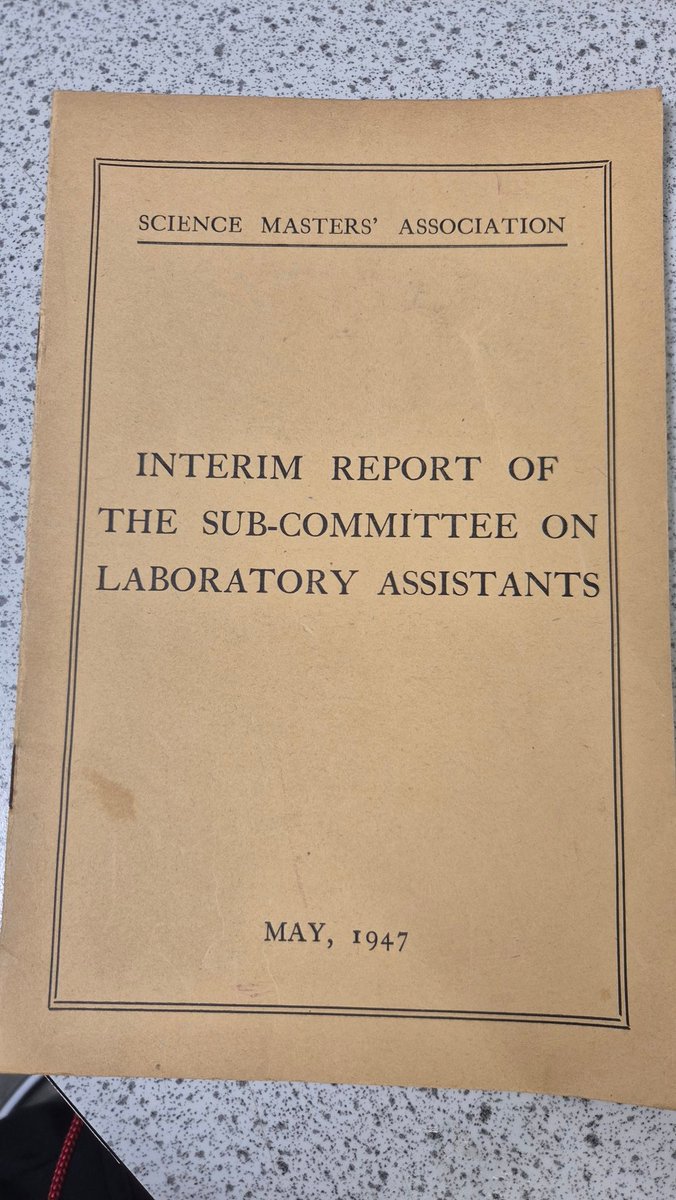 SCIENCE MASTERS' ASSOCIATION
INTERIM REPORT OF
THE SUB-COMMITTEE ON
LABORATORY ASSISTANTS
MAY, 1947